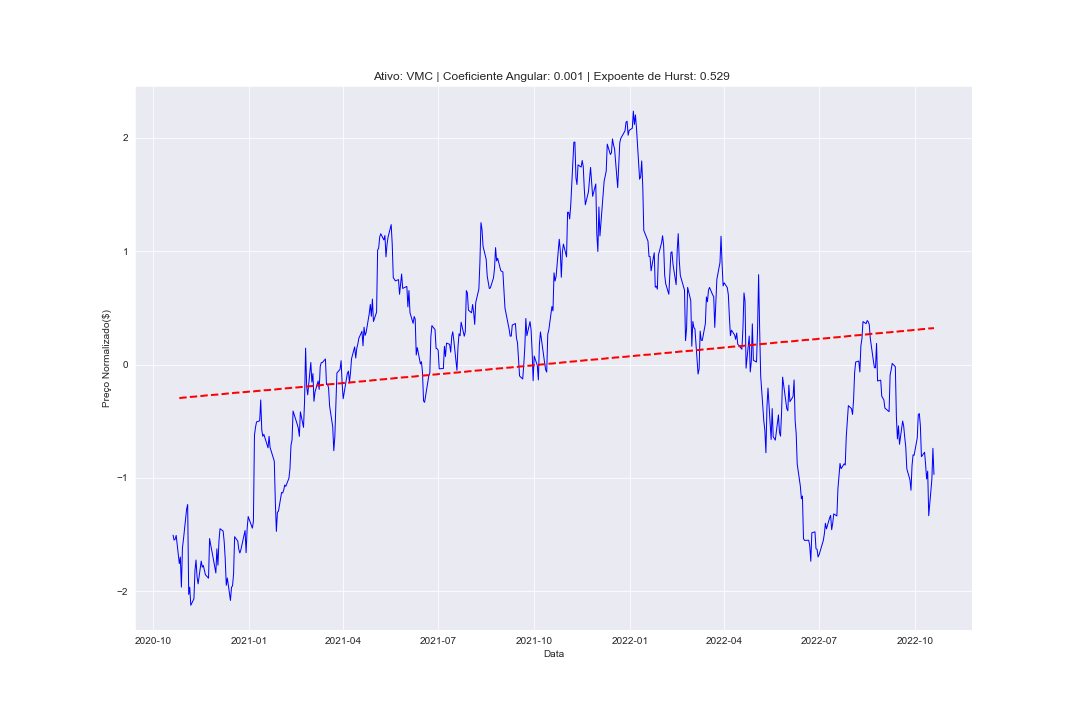 Ativo: VMC | Coeficiente Angular: 0.001 | Expoente de Hurst: 0.529
Preço Normalizado($)
2
1
0
−1
−2
2020-10 2021-01 2021-04 2021-07 2021-10 2022-01 2022-04 2022-07 2022-10
Data